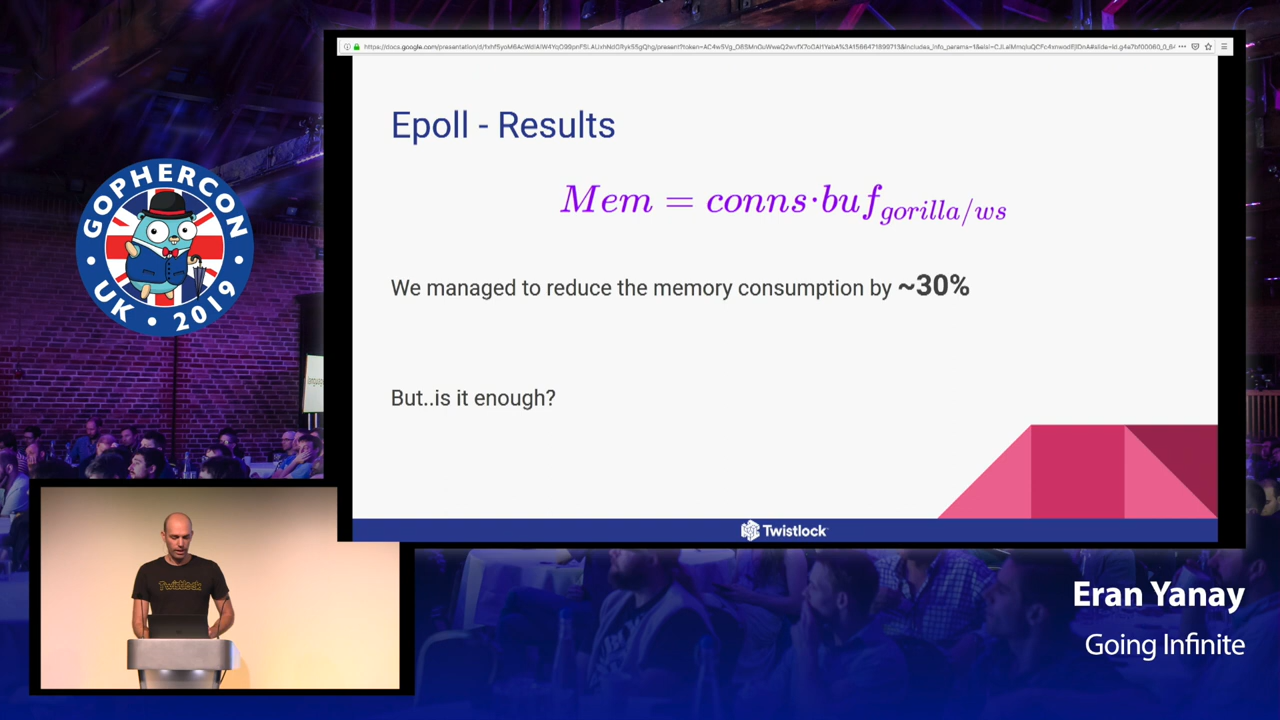 GOPHERCON
UK • 2019
Epoll - Results
Mem = conns·buf_gorilla/ws
We managed to reduce the memory consumption by ~30%
But..is it enough?
Twistlock
Twistlock
Eran Yanay
Going Infinite